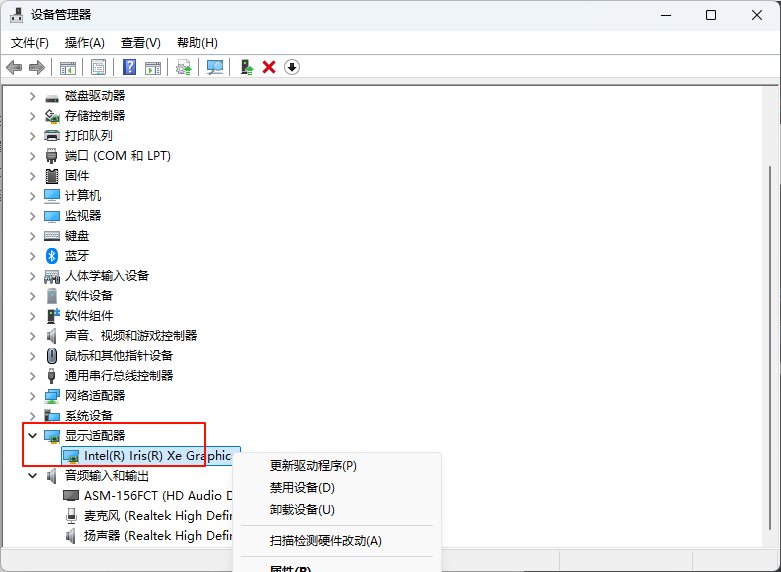 设备管理器
文件(F) 操作(A) 查看(V) 帮助(H)
磁盘驱动器
存储控制器
打印队列
端口 (COM 和 LPT)
固件
计算机
监视器
键盘
蓝牙
人体学输入设备
软件设备
软件组件
声音、视频和游戏控制器
鼠标和其他指针设备
通用串行总线控制器
网络适配器
系统设备
显示适配器
Intel(R) Iris(R) Xe Graphic
音频输入和输出
ASM-156FCT (HD Audio D
麦克风 (Realtek High Defin
扬声器 (Realtek High Defin
更新驱动程序(P)
禁用设备(D)
卸载设备(U)
扫描检测硬件改动(A)
属性(R)